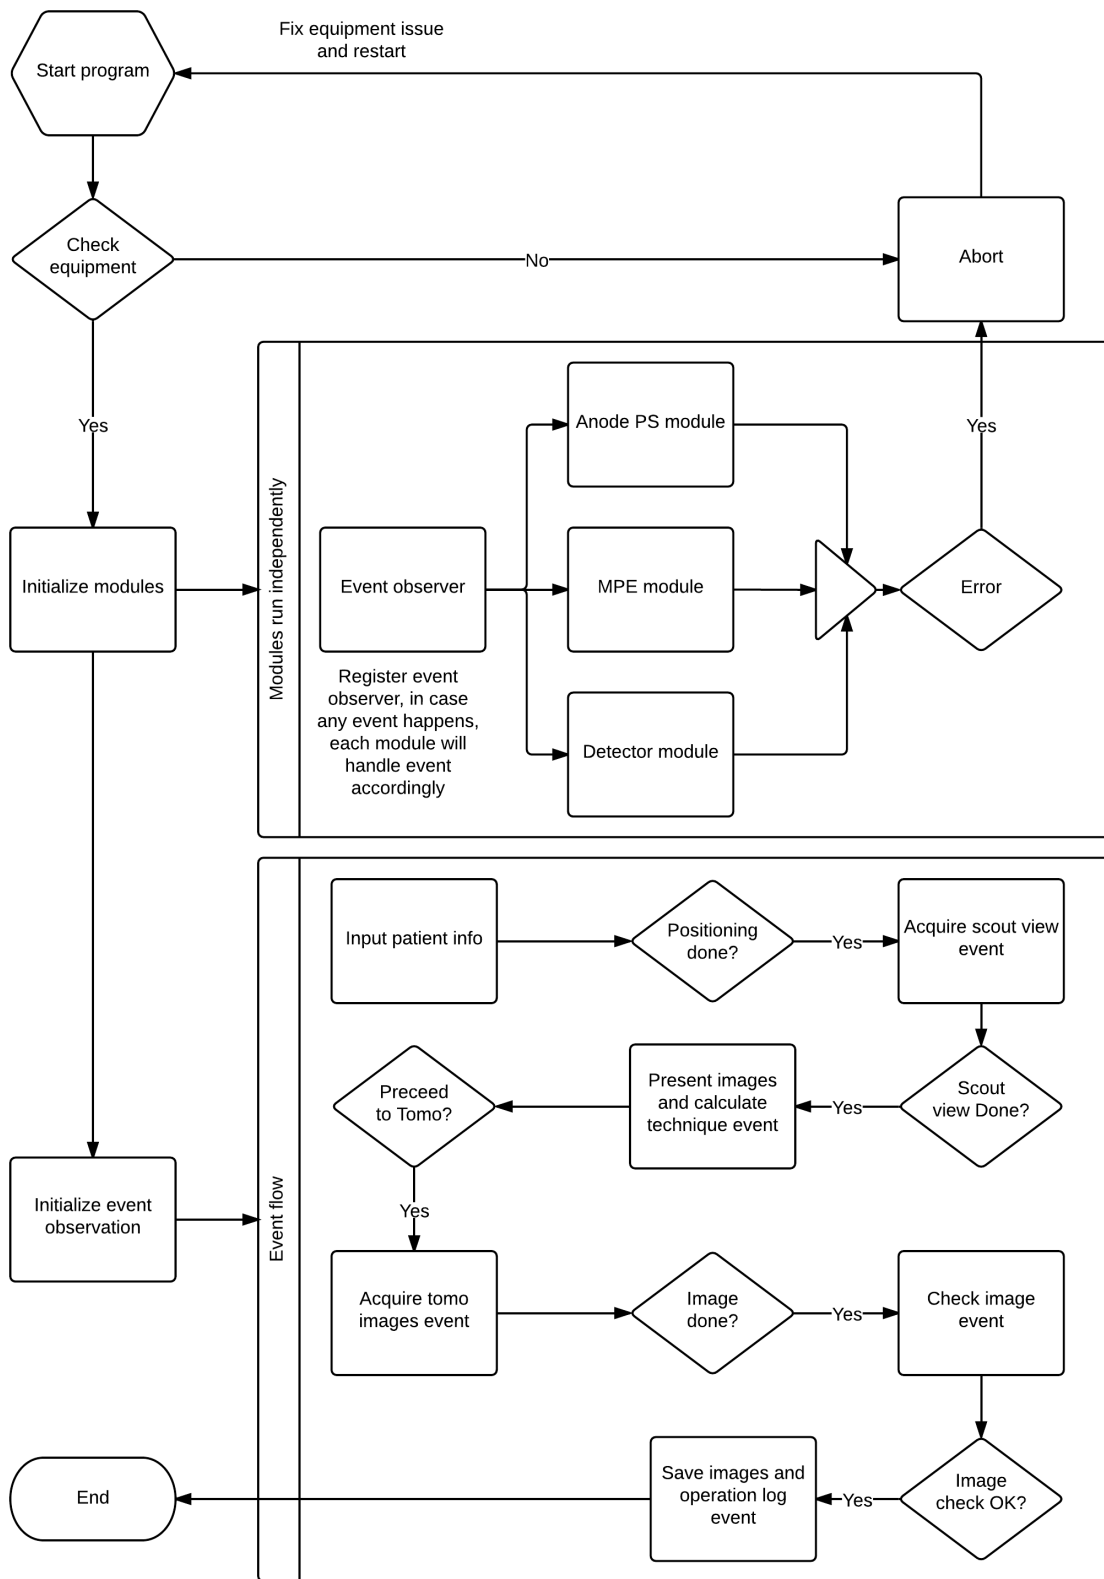 Fix equipment issue
and restart
Start program
Check
equipment
No
Abort
Yes
Yes
Modules run independently
Anode PS module
Initialize modules
Event observer
MPE module
Error
Register event
observer, in case
any event happens,
each module will
handle event
accordingly
Detector module
Event flow
Input patient info
Positioning
done?
Yes
Acquire scout view
event
Preceed
to Tomo?
Present images
and calculate
technique event
Yes
Scout
view Done?
Yes
Initialize event
observation
Acquire tomo
images event
Image
done?
Yes
Check image
event
End
Save images and
operation log
event
Yes
Image
check OK?